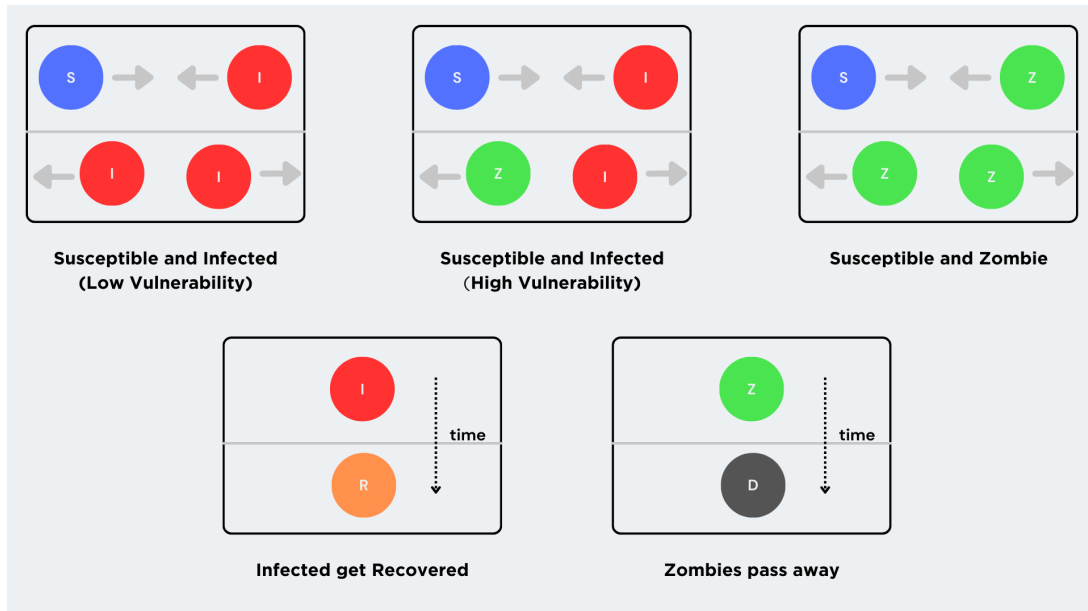 S I
I I
Susceptible and Infected
(Low Vulnerability)
S I
Z I
Susceptible and Infected
(High Vulnerability)
S Z
Z Z
Susceptible and Zombie
I
time
R
Infected get Recovered
Z
time
D
Zombies pass away